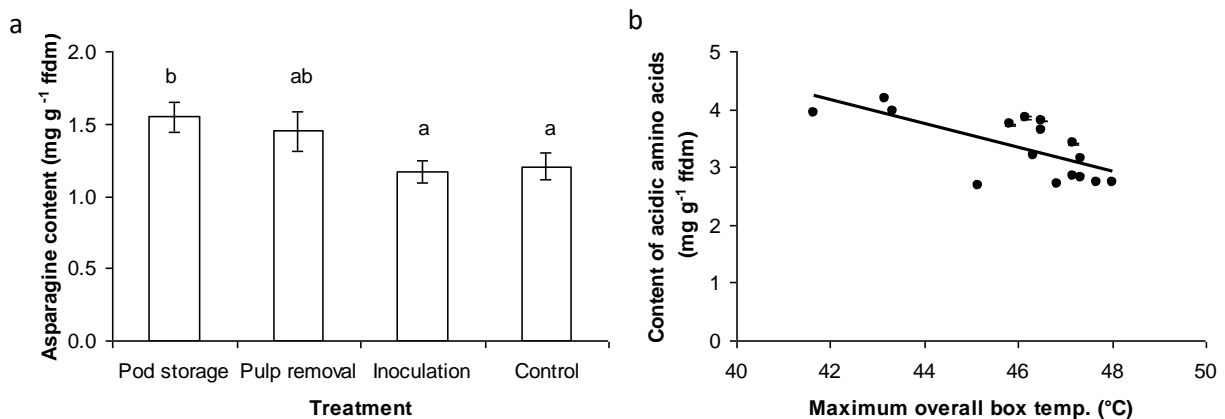 a
Asparagine content (mg g -1 ffdm)
2.0
1.5
1.0
0.5
0.0
b
ab
a
a
Pod storage
Pulp removal
Inoculation
Control
Treatment
b
Content of acidic amino acids
(mg g -1 ffdm)
5
4
3
2
1
0
40
42
44
46
48
50
Maximum overall box temp. (°C)